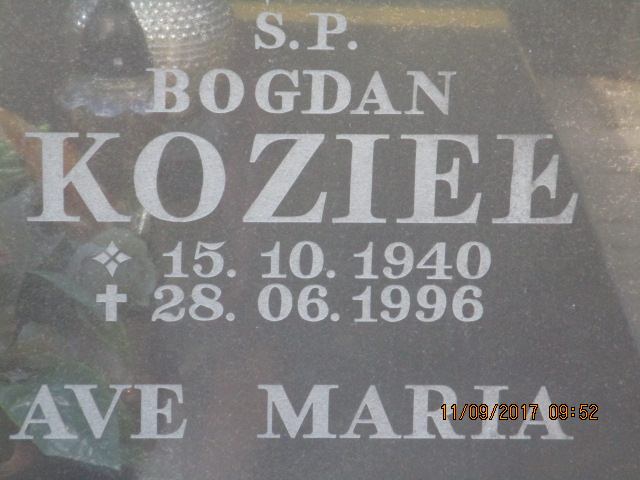 Ś.P.
BOGDAN
KOZIEŁ
15. 10. 1940
28. 06. 1996
AVE MARIA
11/09/2017 09:52